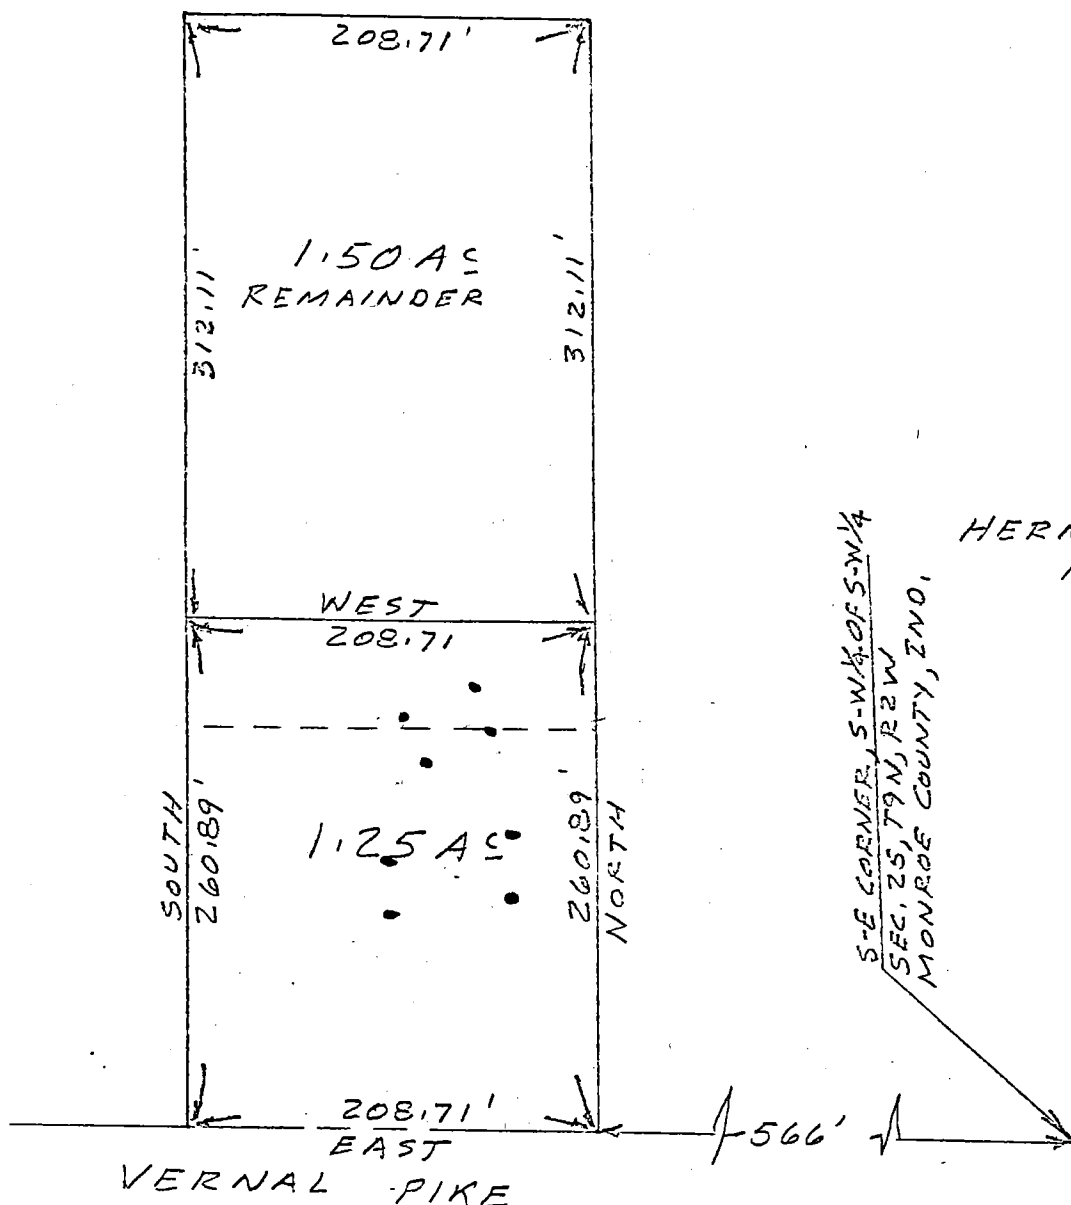 208.71'
1.50 Ac
REMAINDER
312.11'
312.11'
WEST
208.71
SOUTH
260.89'
1.25 Ac
260.89'
NORTH
208.71'
EAST
566'
VERNAL PIKE
S-E CORNER, S-W¼ OF S-W¼
SEC. 25, T9N, R2W
MONROE COUNTY, IND.